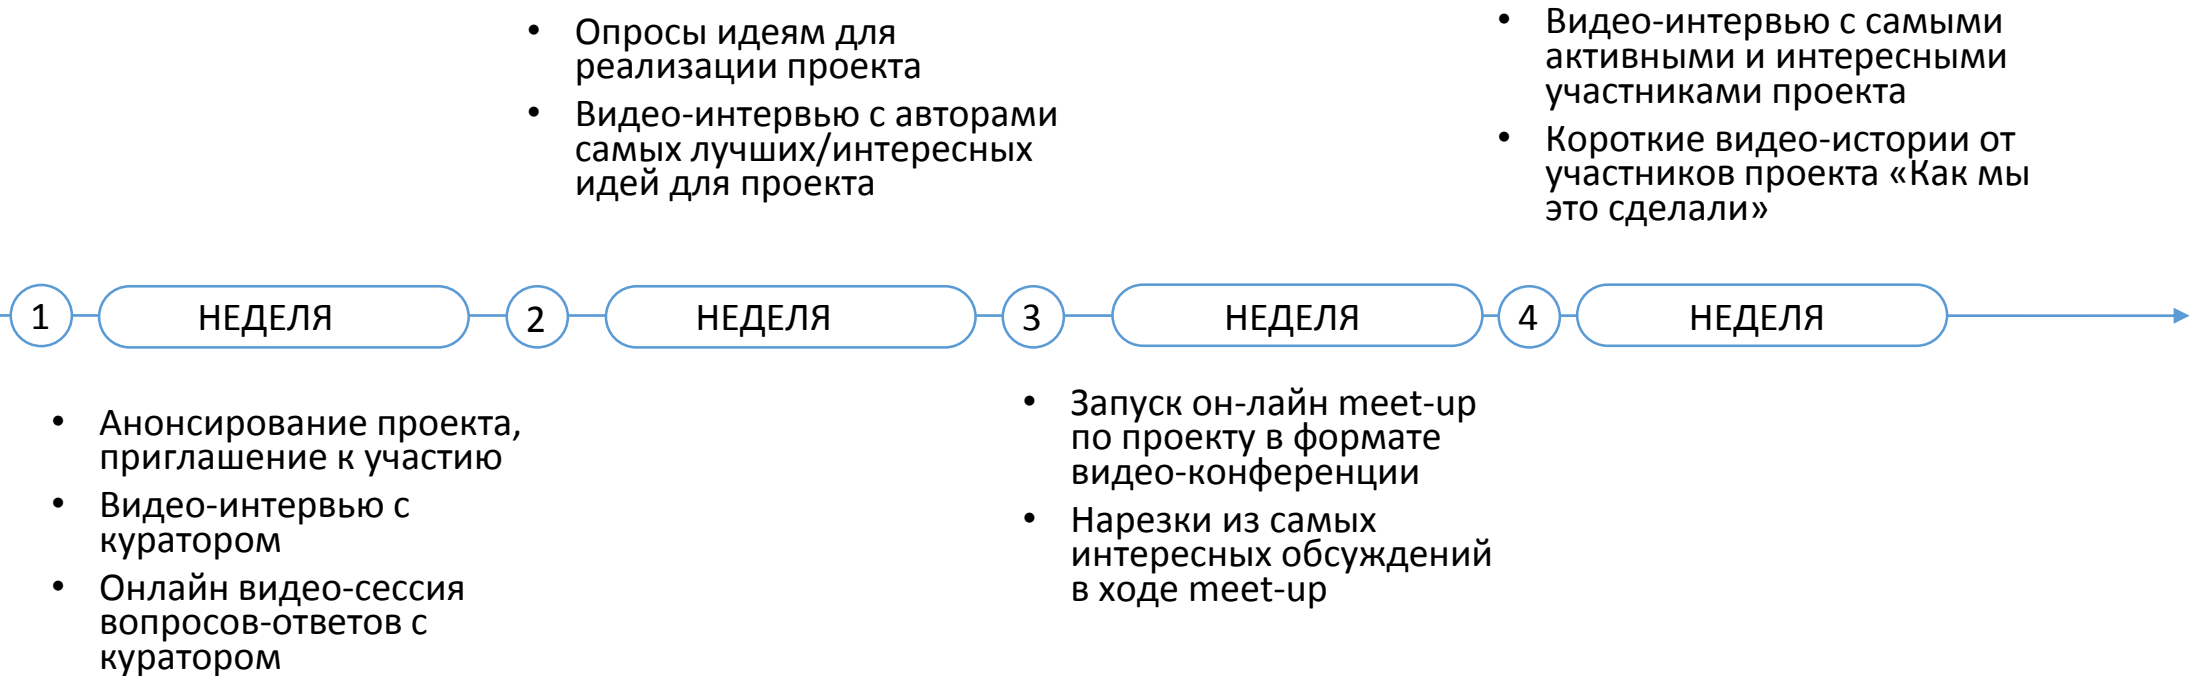 • Опросы идеям для
реализации проекта
• Видео-интервью с авторами
самых лучших/интересных
идей для проекта
• Видео-интервью с самыми
активными и интересными
участниками проекта
• Короткие видео-истории от
участников проекта «Как мы
это сделали»
1 НЕДЕЛЯ 2 НЕДЕЛЯ 3 НЕДЕЛЯ 4 НЕДЕЛЯ
• Анонсирование проекта,
приглашение к участию
• Видео-интервью с
куратором
• Онлайн видео-сессия
вопросов-ответов с
куратором
• Запуск он-лайн meet-up
по проекту в формате
видео-конференции
• Нарезки из самых
интересных обсуждений
в ходе meet-up